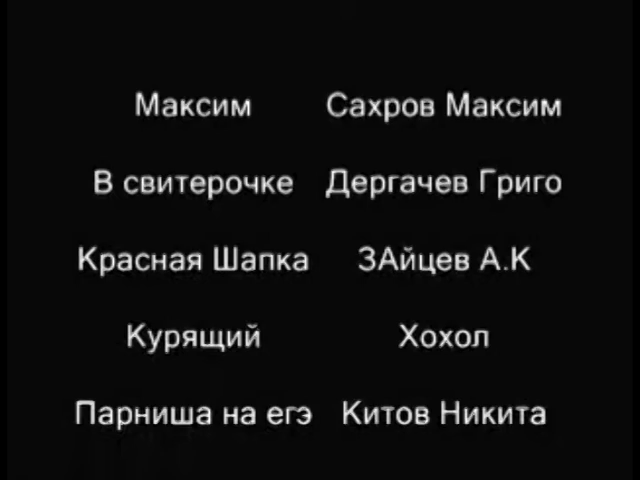 Максим Сахров Максим
В свитерочке Дергачев Григо
Красная Шапка ЗАйцев А.К
Курящий Хохол
Парниша на егэ Китов Никита